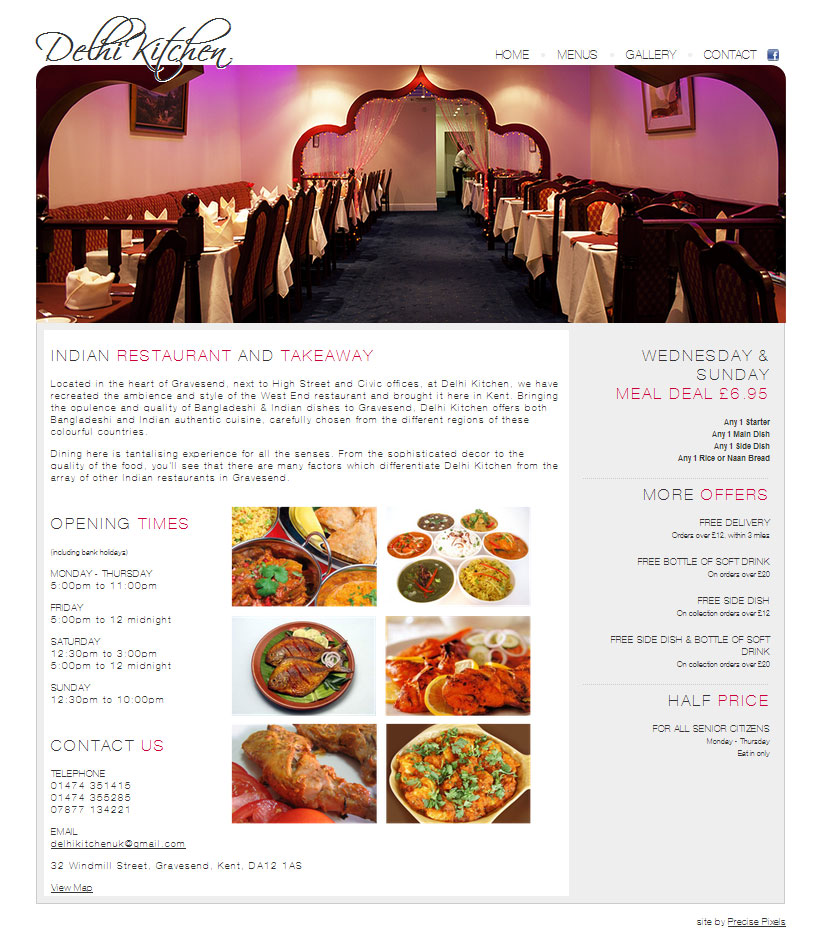 Delhi Kitchen
HOME MENUS GALLERY CONTACT
INDIAN RESTAURANT AND TAKEAWAY
Located in the heart of Gravesend, next to High Street and Civic offices, at Delhi Kitchen, we have
recreated the ambience and style of the West End restaurant and brought it here in Kent. Bringing
the opulence and quality of Bangladeshi & Indian dishes to Gravesend, Delhi Kitchen offers both
Bangladeshi and Indian authentic cuisine, carefully chosen from the different regions of these
colourful countries.
Dining here is tantalising experience for all the senses. From the sophisticated decor to the
quality of the food, you'll see that there are many factors which differentiate Delhi Kitchen from the
array of other Indian restaurants in Gravesend.
OPENING TIMES
(including bank holidays)
MONDAY - THURSDAY
5:00pm to 11:00pm
FRIDAY
5:00pm to 12 midnight
SATURDAY
12:30pm to 3:00pm
5:00pm to 12 midnight
SUNDAY
12:30pm to 10:00pm
CONTACT US
TELEPHONE
01474 351415
01474 355285
07877 134221
EMAIL
delhikitchenuk@gmail.com
32 Windmill Street, Gravesend, Kent, DA12 1AS
View Map
WEDNESDAY &
SUNDAY
MEAL DEAL £6.95
Any 1 Starter
Any 1 Main Dish
Any 1 Side Dish
Any 1 Rice or Naan Bread
MORE OFFERS
FREE DELIVERY
Orders over £12, within 3 miles
FREE BOTTLE OF SOFT DRINK
On orders over £20
FREE SIDE DISH
On collection orders over £12
FREE SIDE DISH & BOTTLE OF SOFT
DRINK
On collection orders over £20
HALF PRICE
FOR ALL SENIOR CITIZENS
Monday - Thursday
Eat in only
site by Precise Pixels